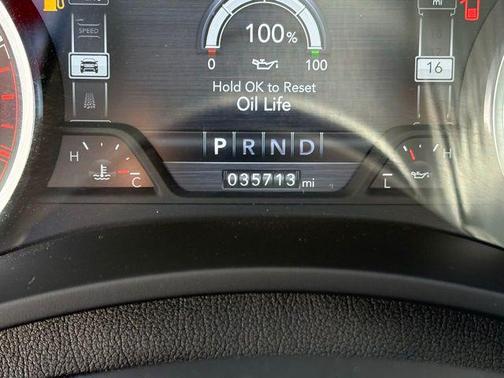 mi
SPEED
100%
0 100
Hold OK to Reset
Oil Life
16
P R N D
H C
035713 mi
L H